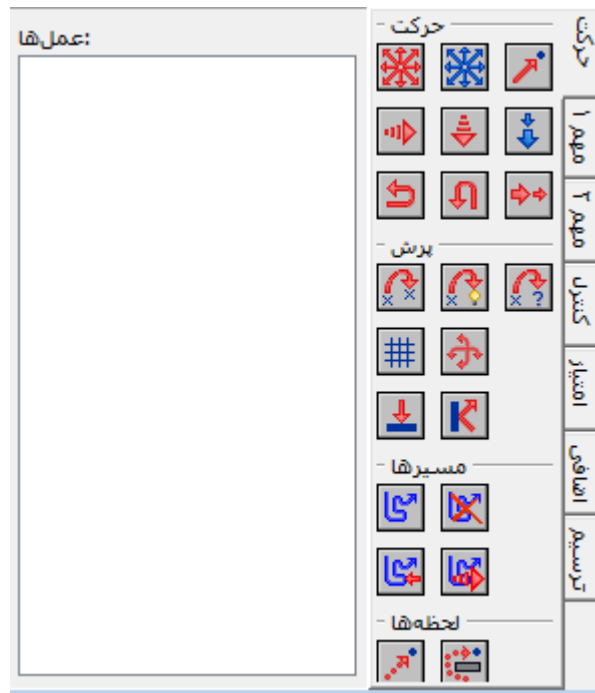 عمل‌ها:
حرکت
پرش
مسیرها
لحظه‌ها
حرکت
مهم ۱
مهم ۲
کنترل
امتیاز
اضافی
ترسیم